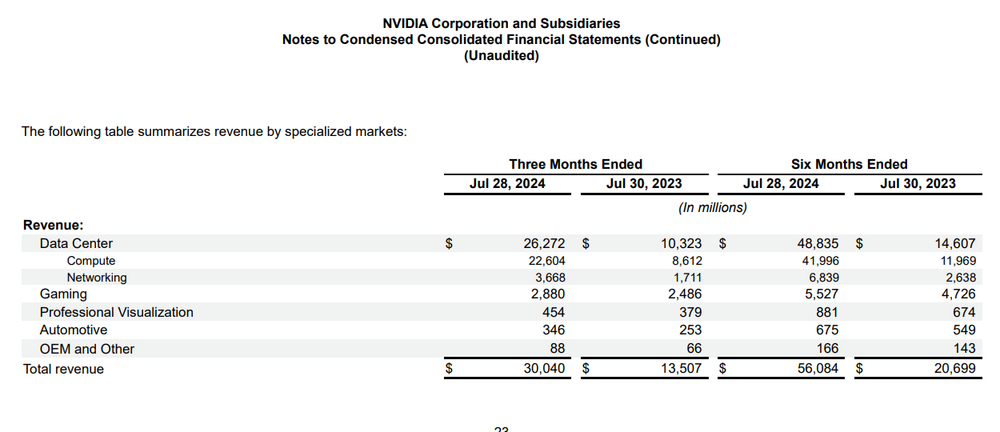 NVIDIA Corporation and Subsidiaries
Notes to Condensed Consolidated Financial Statements (Continued)
(Unaudited)
The following table summarizes revenue by specialized markets:
Three Months Ended Six Months Ended
Jul 28, 2024 Jul 30, 2023 Jul 28, 2024 Jul 30, 2023
(In millions)
Revenue:
Data Center $ 26,272 $ 10,323 $ 48,835 $ 14,607
Compute 22,604 8,612 41,996 11,969
Networking 3,668 1,711 6,839 2,638
Gaming 2,880 2,486 5,527 4,726
Professional Visualization 454 379 881 674
Automotive 346 253 675 549
OEM and Other 88 66 166 143
Total revenue $ 30,040 $ 13,507 $ 56,084 $ 20,699